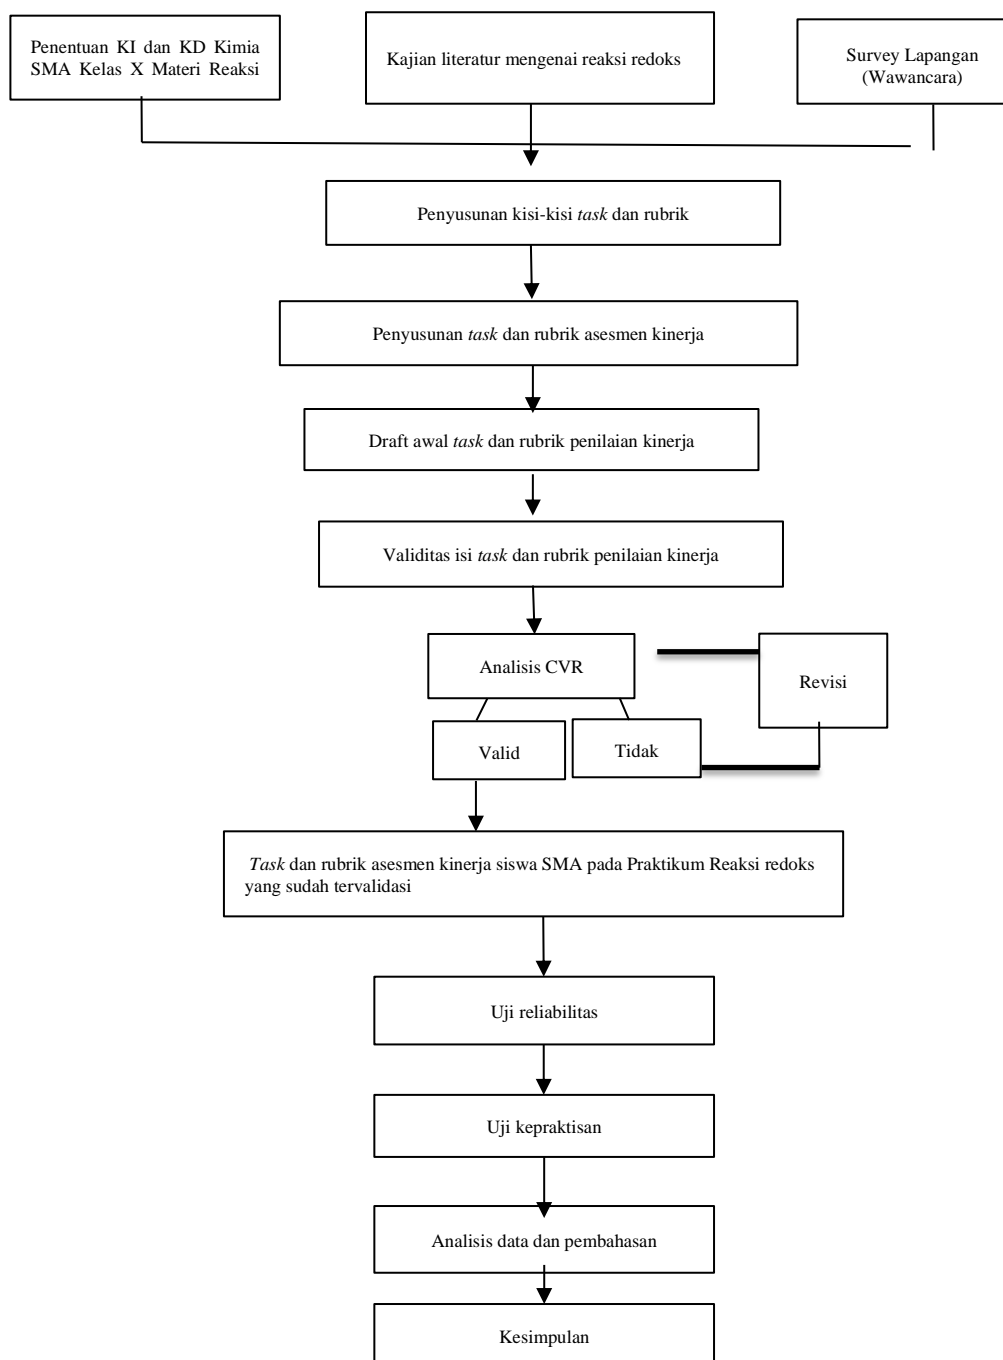 Penentuan KI dan KD Kimia
SMA Kelas X Materi Reaksi
Kajian literatur mengenai reaksi redoks
Survey Lapangan
(Wawancara)
Penyusunan kisi-kisi task dan rubrik
Penyusunan task dan rubrik asesmen kinerja
Draft awal task dan rubrik penilaian kinerja
Validitas isi task dan rubrik penilaian kinerja
Analisis CVR
Revisi
Valid
Tidak
Task dan rubrik asesmen kinerja siswa SMA pada Praktikum Reaksi redoks
yang sudah tervalidasi
Uji reliabilitas
Uji kepraktisan
Analisis data dan pembahasan
Kesimpulan